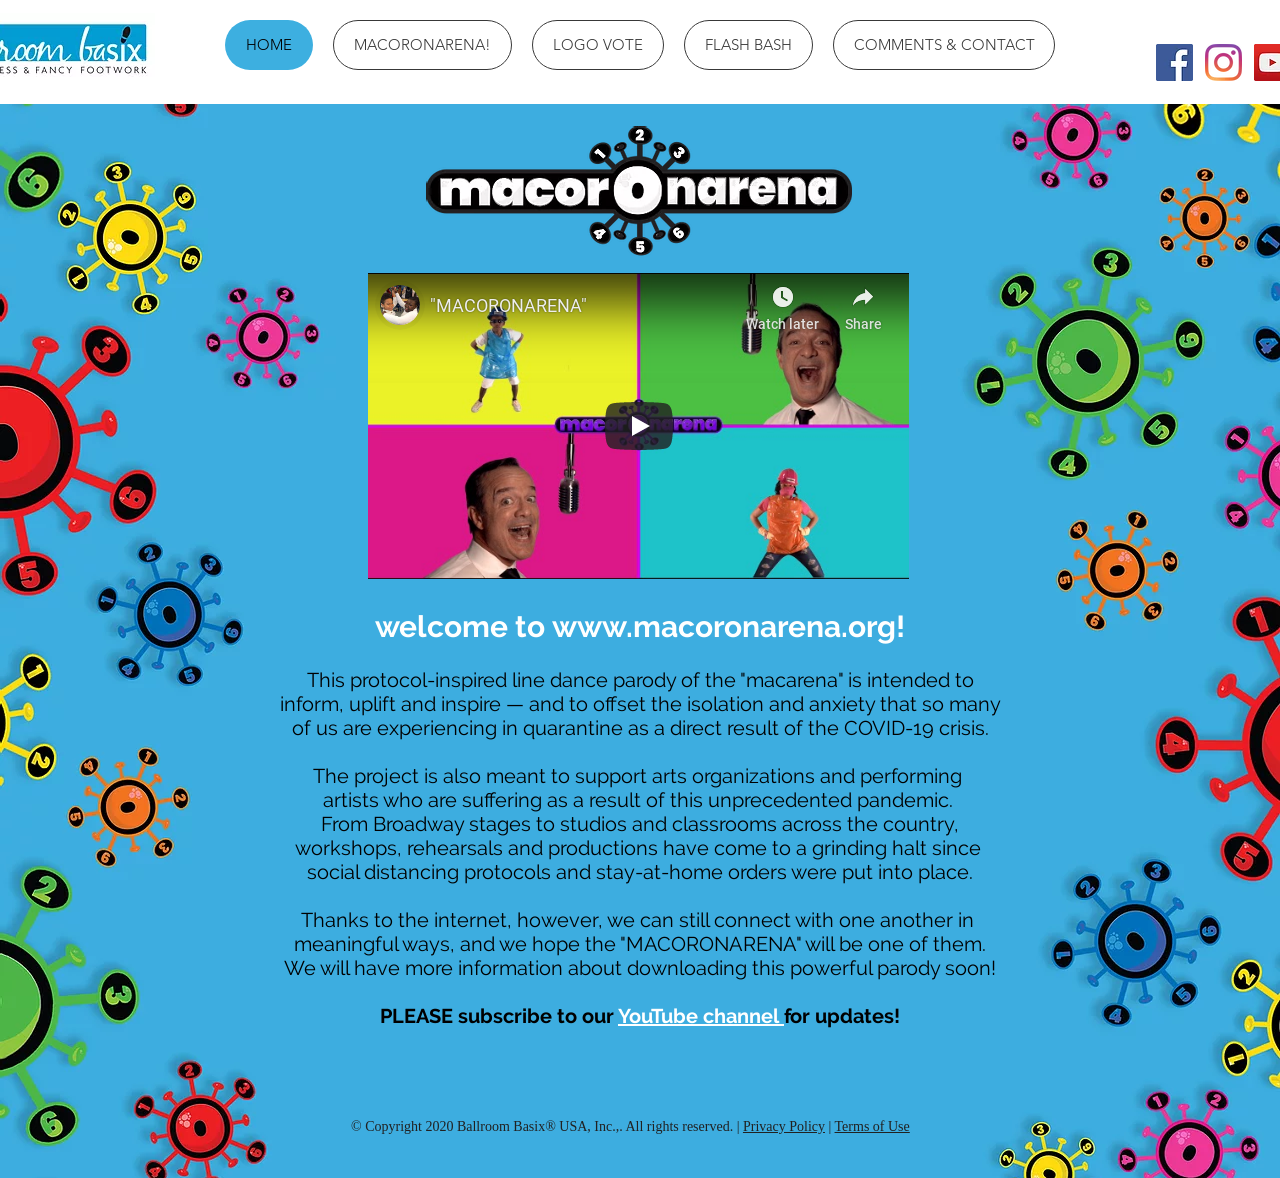 room basix
ESS & FANCY FOOTWORK
HOME
MACORONARENA!
LOGO VOTE
FLASH BASH
COMMENTS & CONTACT
1 2 3
macorOnarena
4 5 6
"MACORONARENA"
Watch later
Share
macoronarena
welcome to www.macoronarena.org!
This protocol-inspired line dance parody of the "macarena" is intended to
inform, uplift and inspire — and to offset the isolation and anxiety that so many
of us are experiencing in quarantine as a direct result of the COVID-19 crisis.
The project is also meant to support arts organizations and performing
artists who are suffering as a result of this unprecedented pandemic.
From Broadway stages to studios and classrooms across the country,
workshops, rehearsals and productions have come to a grinding halt since
social distancing protocols and stay-at-home orders were put into place.
Thanks to the internet, however, we can still connect with one another in
meaningful ways, and we hope the "MACORONARENA" will be one of them.
We will have more information about downloading this powerful parody soon!
PLEASE subscribe to our YouTube channel for updates!
© Copyright 2020 Ballroom Basix® USA, Inc.,. All rights reserved. | Privacy Policy | Terms of Use